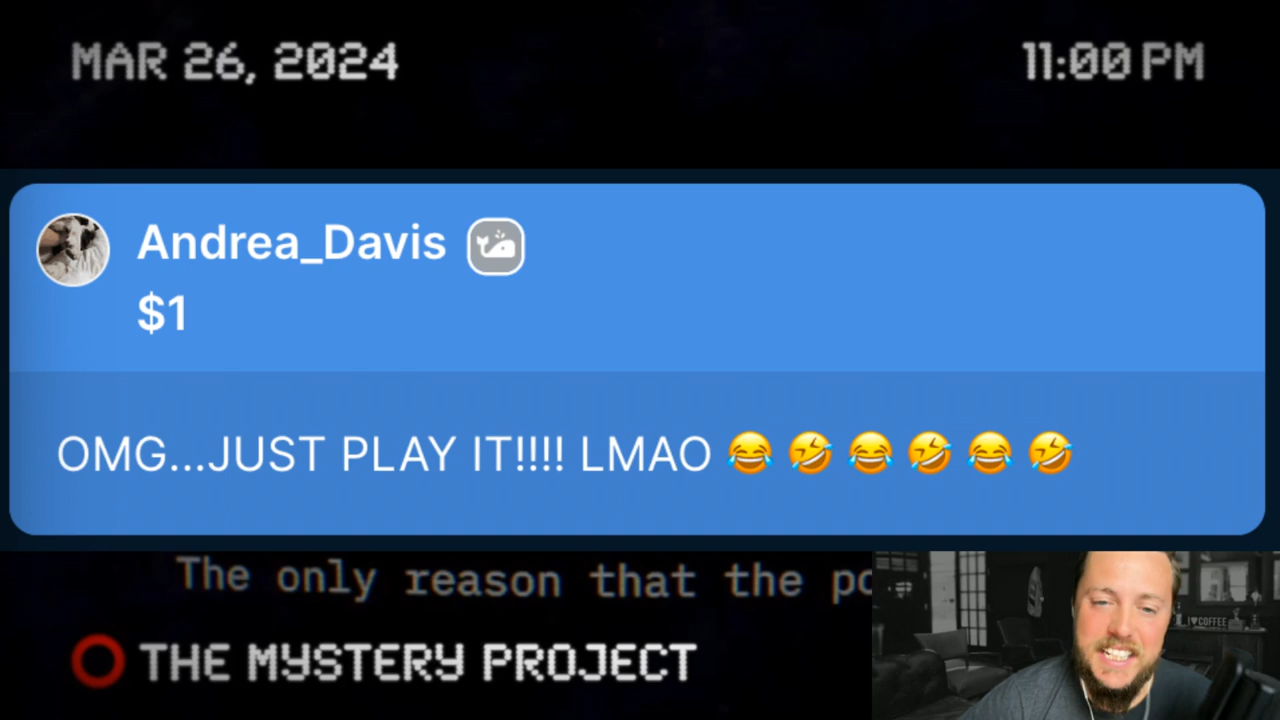 MAR 26, 2024
11:00 PM
Andrea_Davis
$1
OMG...JUST PLAY IT!!!! LMAO 😂 🤣 😂 🤣 😂 🤣
The only reason that the
THE MYSTERY PROJECT
I♥COFFEE